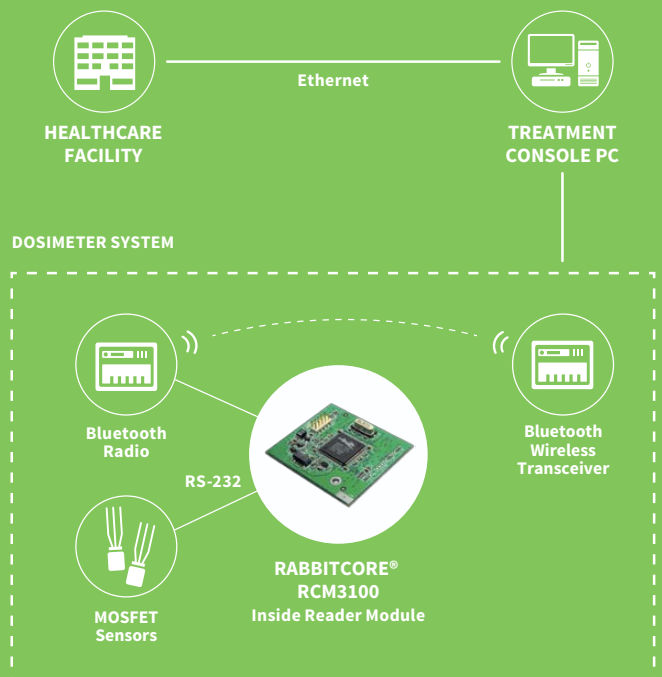 Ethernet
HEALTHCARE
FACILITY
TREATMENT
CONSOLE PC
DOSIMETER SYSTEM
Bluetooth
Radio
Bluetooth
Wireless
Transceiver
RS-232
RABBITCORE®
RCM3100
Inside Reader Module
MOSFET
Sensors